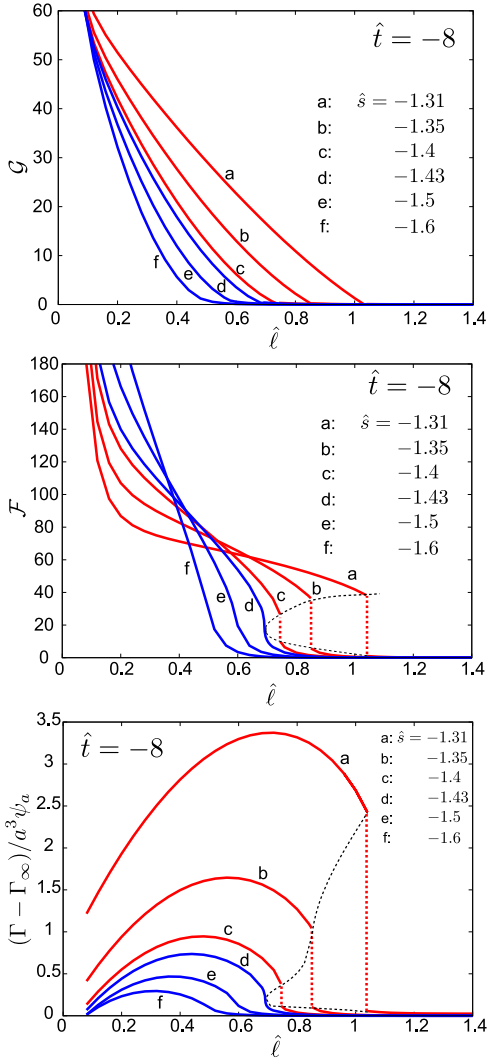 60
50
40
30
20
10
0
𝒢
t̂ = −8
a: ŝ = −1.31
b: −1.35
c: −1.4
d: −1.43
e: −1.5
f: −1.6
a
b
c
d
e
f
0 0.2 0.4 0.6 0.8 1 1.2 1.4
ℓ̂
180
160
140
120
100
80
60
40
20
0
ℱ
t̂ = −8
a: ŝ = −1.31
b: −1.35
c: −1.4
d: −1.43
e: −1.5
f: −1.6
f
e
d
c
b
a
0 0.2 0.4 0.6 0.8 1 1.2 1.4
ℓ̂
3.5
3
2.5
2
1.5
1
0.5
0
(Γ − Γ∞)/a³ψₐ
t̂ = −8
a: ŝ = −1.31
b: −1.35
c: −1.4
d: −1.43
e: −1.5
f: −1.6
a
b
c
d
e
f
0 0.2 0.4 0.6 0.8 1 1.2 1.4
ℓ̂